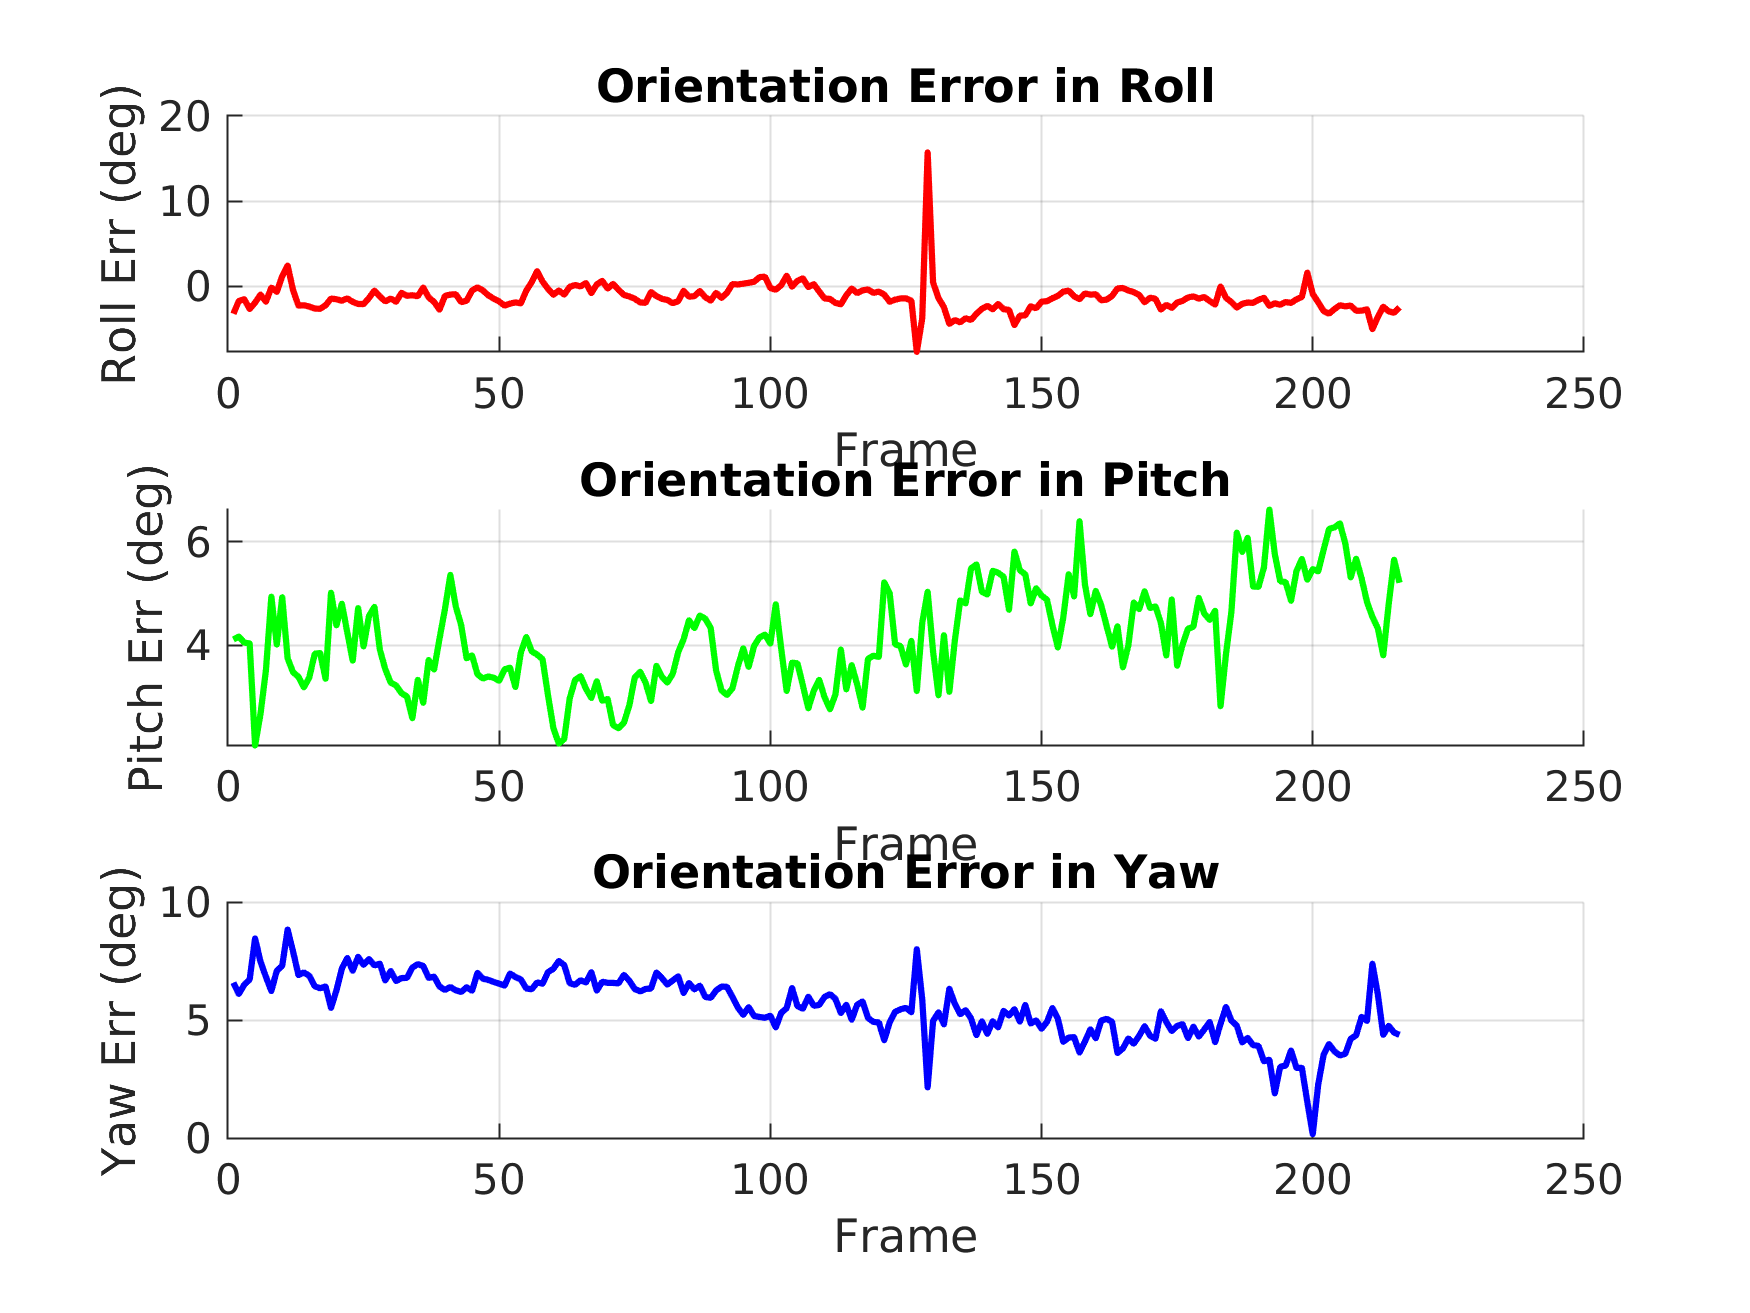 Orientation Error in Roll
Roll Err (deg)
20
10
0
0 50 100 150 200 250
Frame
Orientation Error in Pitch
Pitch Err (deg)
6
4
0 50 100 150 200 250
Frame
Orientation Error in Yaw
Yaw Err (deg)
10
5
0
0 50 100 150 200 250
Frame